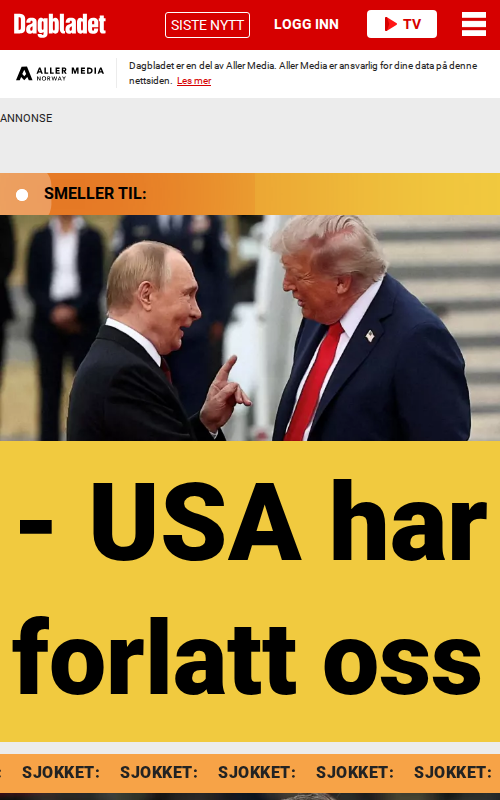 Dagbladet SISTE NYTT LOGG INN TV
ALLER MEDIA
NORWAY
Dagbladet er en del av Aller Media. Aller Media er ansvarlig for dine data på denne
nettsiden. Les mer
ANNONSE
SMELLER TIL:
- USA har
forlatt oss
: SJOKKET: SJOKKET: SJOKKET: SJOKKET: SJOKKET: